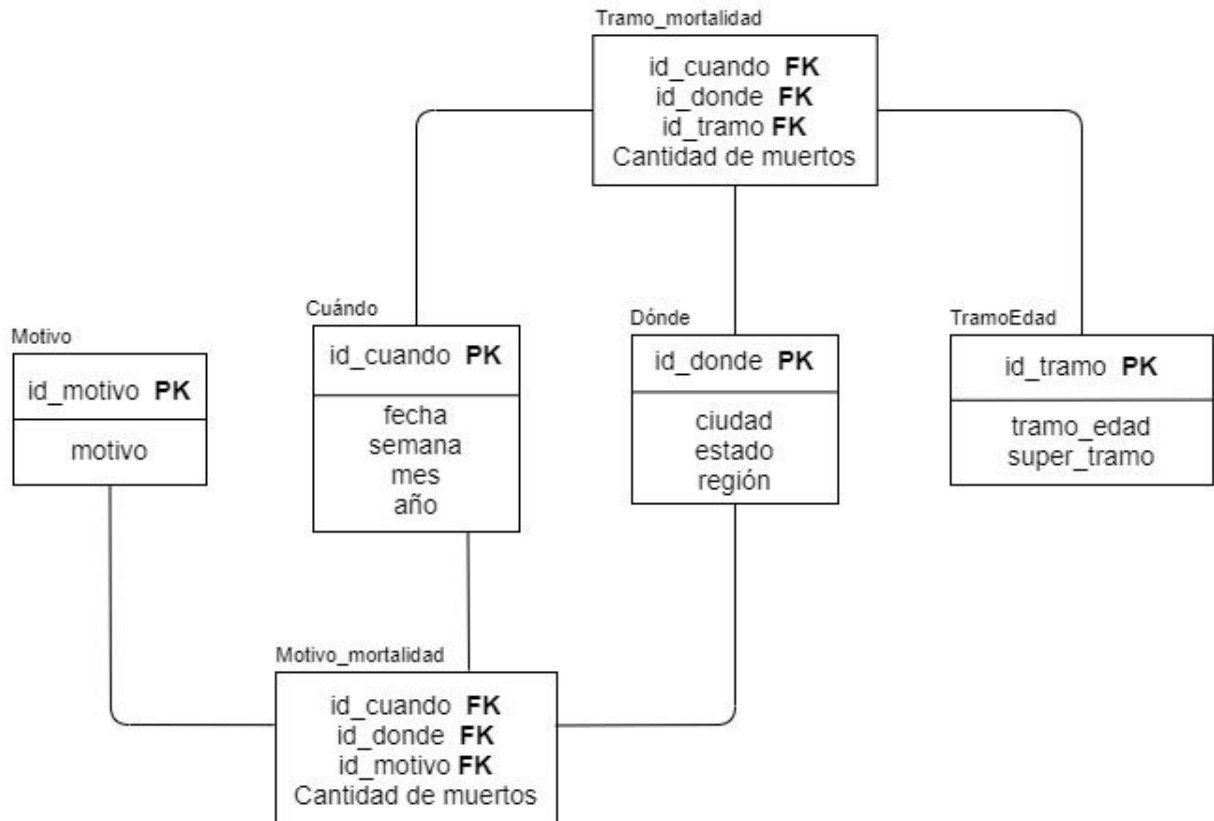 Tramo_mortalidad
id_cuando FK
id_donde FK
id_tramo FK
Cantidad de muertos
Motivo
id_motivo PK
motivo
Cuándo
id_cuando PK
fecha
semana
mes
año
Dónde
id_donde PK
ciudad
estado
región
TramoEdad
id_tramo PK
tramo_edad
super_tramo
Motivo_mortalidad
id_cuando FK
id_donde FK
id_motivo FK
Cantidad de muertos